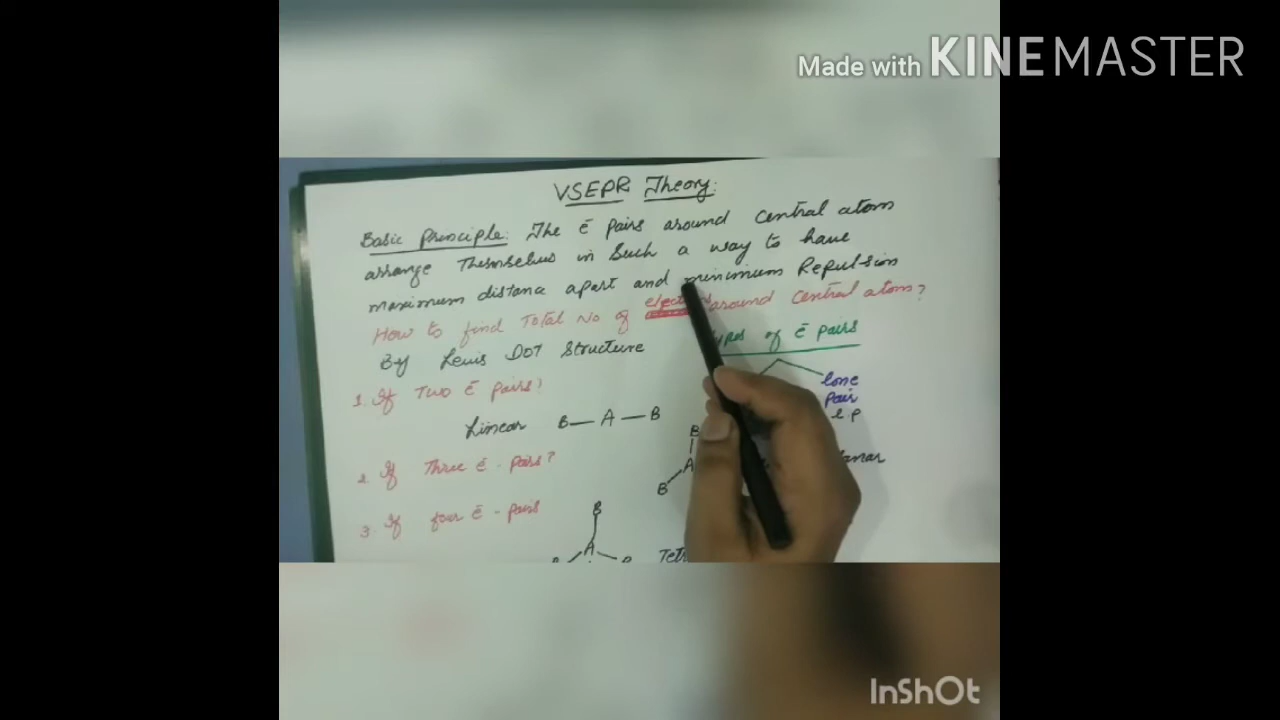 Made with KINEMASTER
VSEPR Theory:
Basic Principle: The ē pairs around Central atom
arrange Themselves in Such a way to have
maximum distance apart and minimum Repulsion
How to find Total No of around Central atom?
By Lewis DOT Structure
of ē pairs
lone
pair
l.p
1. If Two ē pairs?
Linear B — A — B
B
A
B
2. If Three ē - pairs?
3. If four ē - pairs
B
A
InShOt